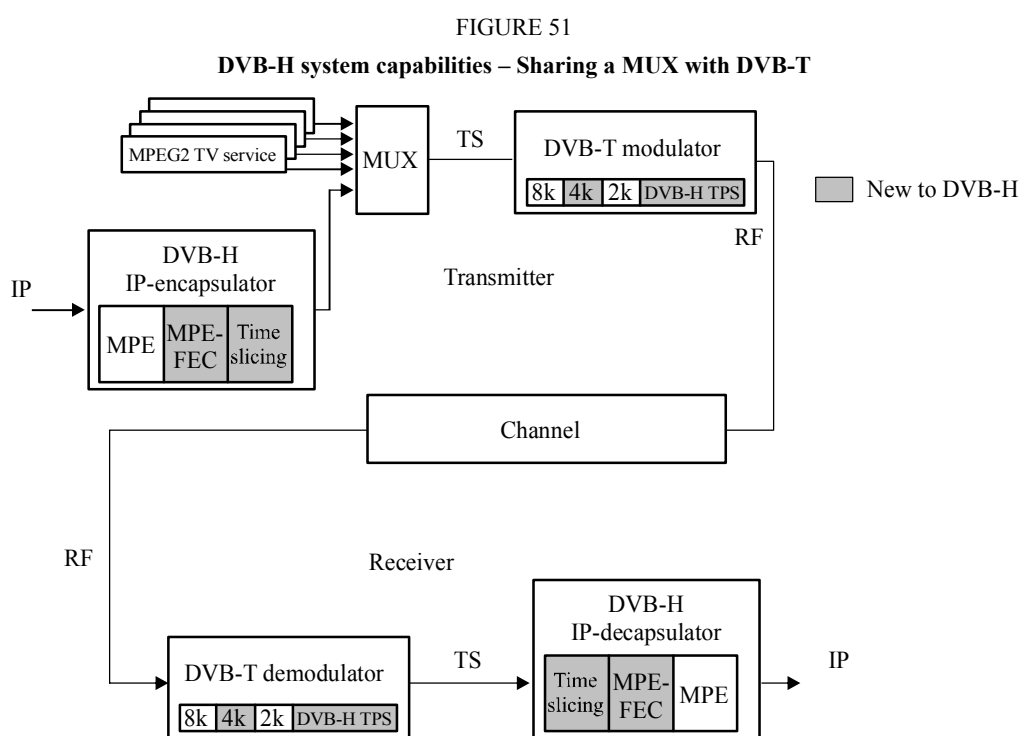 FIGURE 51
DVB-H system capabilities – Sharing a MUX with DVB-T
MPEG2 TV service
MUX
TS
DVB-T modulator
8k 4k 2k DVB-H TPS
New to DVB-H
RF
DVB-H
IP-encapsulator
IP
MPE
MPE-
FEC
Time
slicing
Transmitter
Channel
RF
Receiver
DVB-T demodulator
8k 4k 2k DVB-H TPS
TS
DVB-H
IP-decapsulator
Time
slicing
MPE-
FEC
MPE
IP